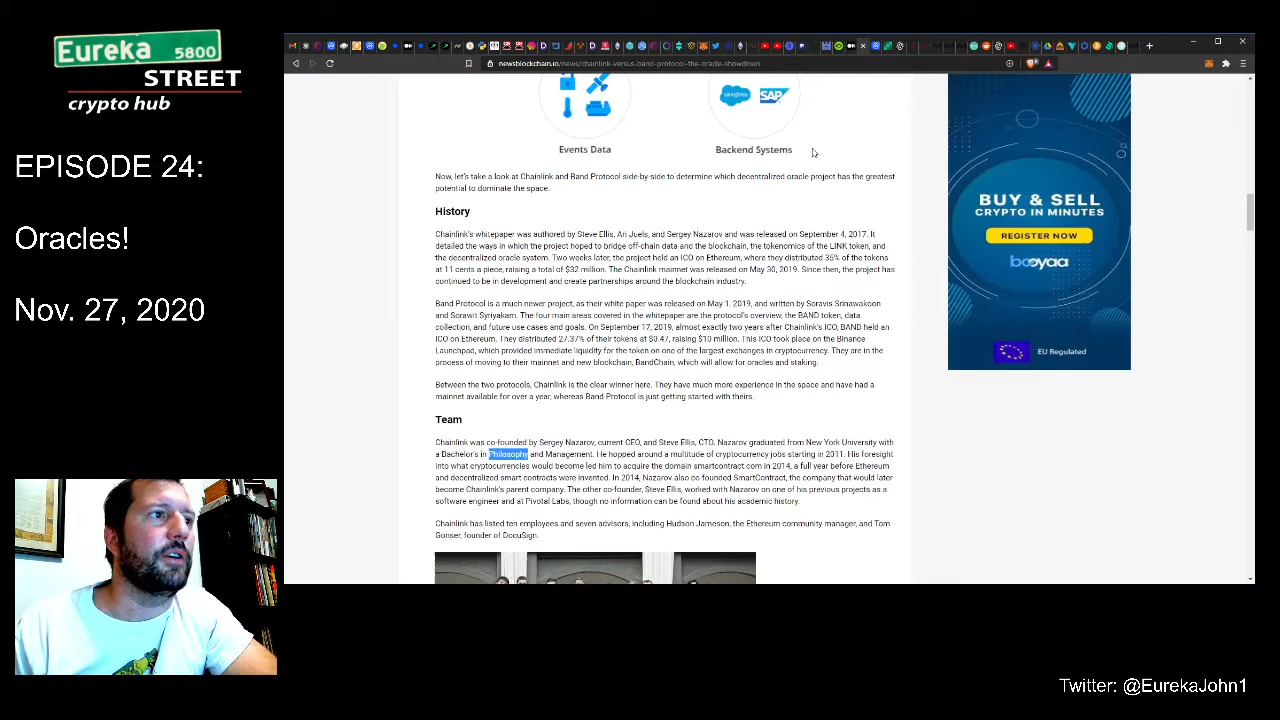 Eureka 5800
STREET
crypto hub
EPISODE 24:
Oracles!
Nov. 27, 2020
newsblockchain.io/news/chainlink-versus-band-protocol-the-oracle-showdown
salesforce
SAP
Events Data
Backend Systems
Now, let's take a look at Chainlink and Band Protocol side-by-side to determine which decentralized oracle project has the greatest
potential to dominate the space.
History
Chainlink's whitepaper was authored by Steve Ellis, Ari Juels, and Sergey Nazarov and was released on September 4, 2017. It
detailed the ways in which the project hoped to bridge off-chain data and the blockchain, the tokenomics of the LINK token, and
the decentralized oracle system. Two weeks later, the project held an ICO on Ethereum, where they distributed 35% of the tokens
at 11 cents a piece, raising a total of $32 million. The Chainlink mainnet was released on May 30, 2019. Since then, the project has
continued to be in development and create partnerships around the blockchain industry.
Band Protocol is a much newer project, as their white paper was released on May 1, 2019, and written by Soravis Srinawakoon
and Sorawit Suriyakarn. The four main areas covered in the whitepaper are the protocol's overview, the BAND token, data
collection, and future use cases and goals. On September 17, 2019, almost exactly two years after Chainlink's ICO, BAND held an
ICO on Ethereum. They distributed 27.37% of their tokens at $0.47, raising $10 million. This ICO took place on the Binance
Launchpod, which provided immediate liquidity for the token on one of the largest exchanges in cryptocurrency. They are in the
process of moving to their mainnet and new blockchain, BandChain, which will allow for oracles and staking.
Between the two protocols, Chainlink is the clear winner here. They have much more experience in the space and have had a
mainnet available for over a year, whereas Band Protocol is just getting started with theirs.
Team
Chainlink was co-founded by Sergey Nazarov, current CEO, and Steve Ellis, CTO. Nazarov graduated from New York University with
a Bachelor's in Philosophy and Management. He hopped around a multitude of cryptocurrency jobs starting in 2011. His foresight
into what cryptocurrencies would become led him to acquire the domain smartcontract.com in 2014, a full year before Ethereum
and decentralized smart contracts were invented. In 2014, Nazarov also co-founded SmartContract, the company that would later
become Chainlink's parent company. The other co-founder, Steve Ellis, worked with Nazarov on one of his previous projects as a
software engineer and at Pivotal Labs, though no information can be found about his academic history.
Chainlink has listed ten employees and seven advisors, including Hudson Jameson, the Ethereum community manager, and Tom
Gonser, founder of DocuSign.
BUY & SELL
CRYPTO IN MINUTES
REGISTER NOW
booyaa
EU Regulated
Twitter: @EurekaJohn1